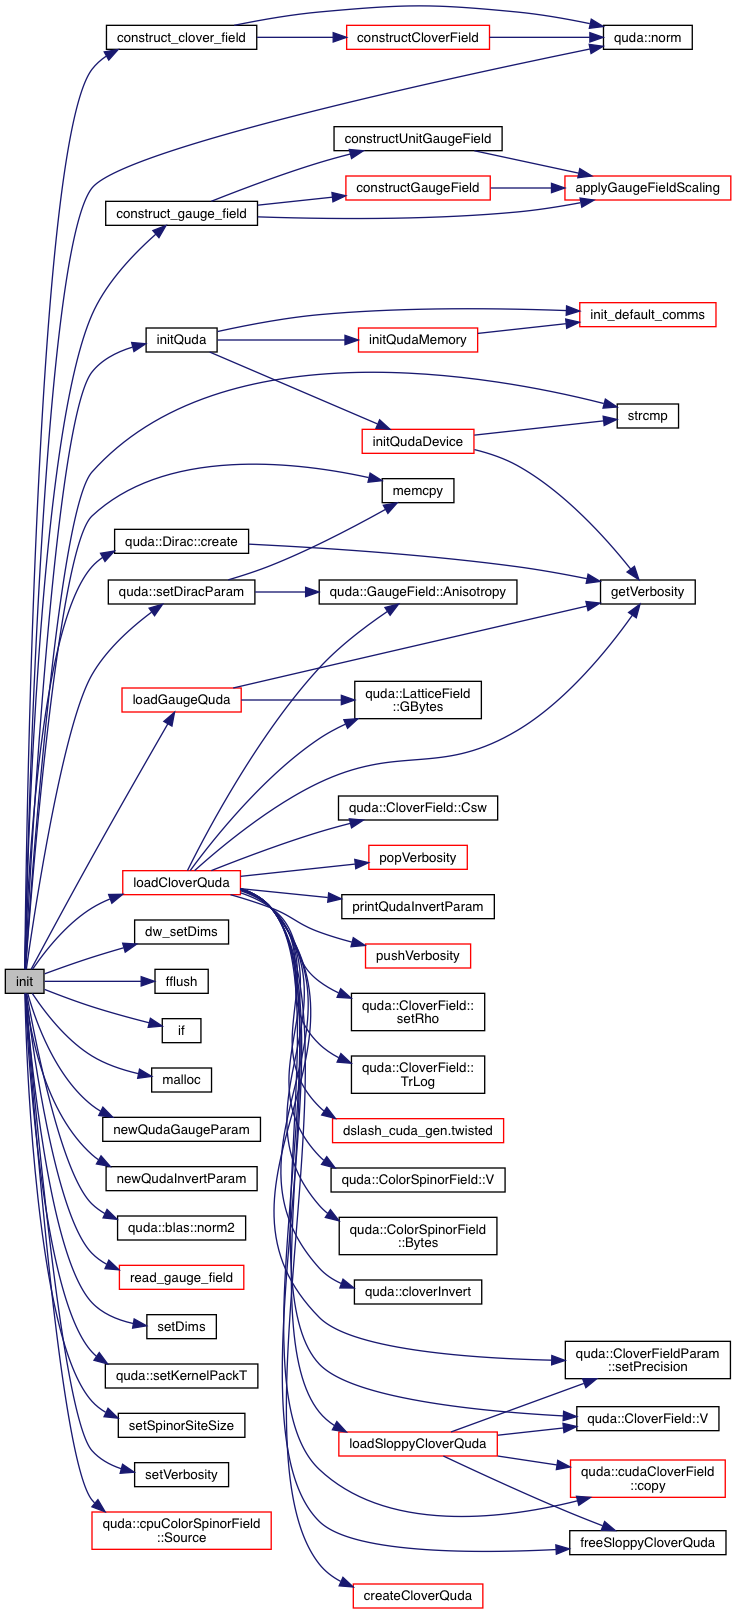 construct_clover_field
constructCloverField
quda::norm
constructUnitGaugeField
constructGaugeField
applyGaugeFieldScaling
construct_gauge_field
init_default_comms
initQuda
initQudaMemory
strcmp
initQudaDevice
memcpy
quda::Dirac::create
quda::setDiracParam
quda::GaugeField::Anisotropy
getVerbosity
loadGaugeQuda
quda::LatticeField
::GBytes
quda::CloverField::Csw
popVerbosity
loadCloverQuda
printQudaInvertParam
dw_setDims
pushVerbosity
init
fflush
quda::CloverField::
setRho
if
malloc
quda::CloverField::
TrLog
newQudaGaugeParam
dslash_cuda_gen.twisted
newQudaInvertParam
quda::ColorSpinorField::V
quda::blas::norm2
quda::ColorSpinorField
::Bytes
read_gauge_field
quda::cloverInvert
setDims
quda::CloverFieldParam
::setPrecision
quda::setKernelPackT
setSpinorSiteSize
quda::CloverField::V
loadSloppyCloverQuda
setVerbosity
quda::cudaCloverField
::copy
quda::cpuColorSpinorField
::Source
freeSloppyCloverQuda
createCloverQuda